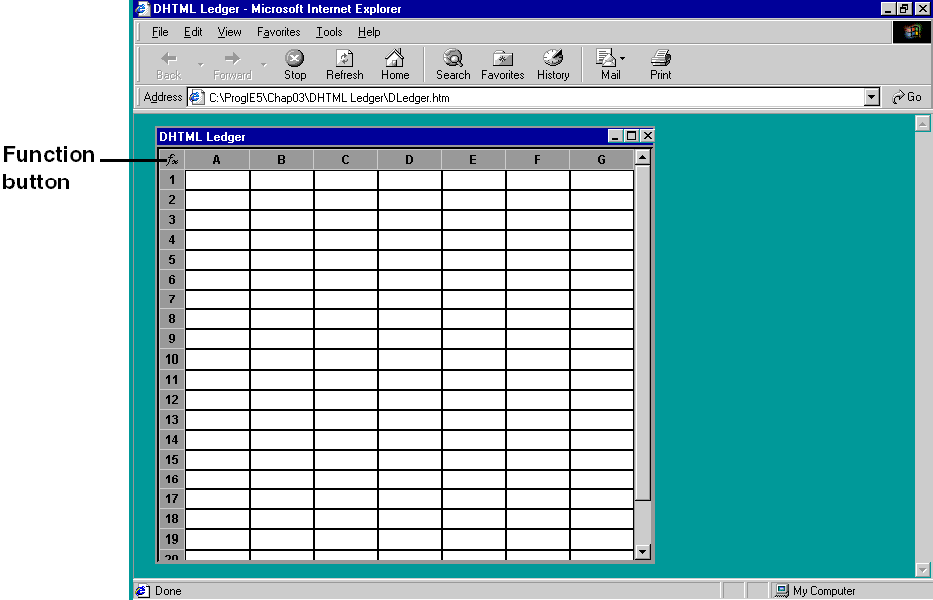 DHTML Ledger - Microsoft Internet Explorer
File Edit View Favorites Tools Help
Back Forward Stop Refresh Home Search Favorites History Mail Print
Address C:\ProgIE5\Chap03\DHTML Ledger\DLedger.htm Go
DHTML Ledger
Function
button
f∞ A B C D E F G
1
2
3
4
5
6
7
8
9
10
11
12
13
14
15
16
17
18
19
20
Done My Computer